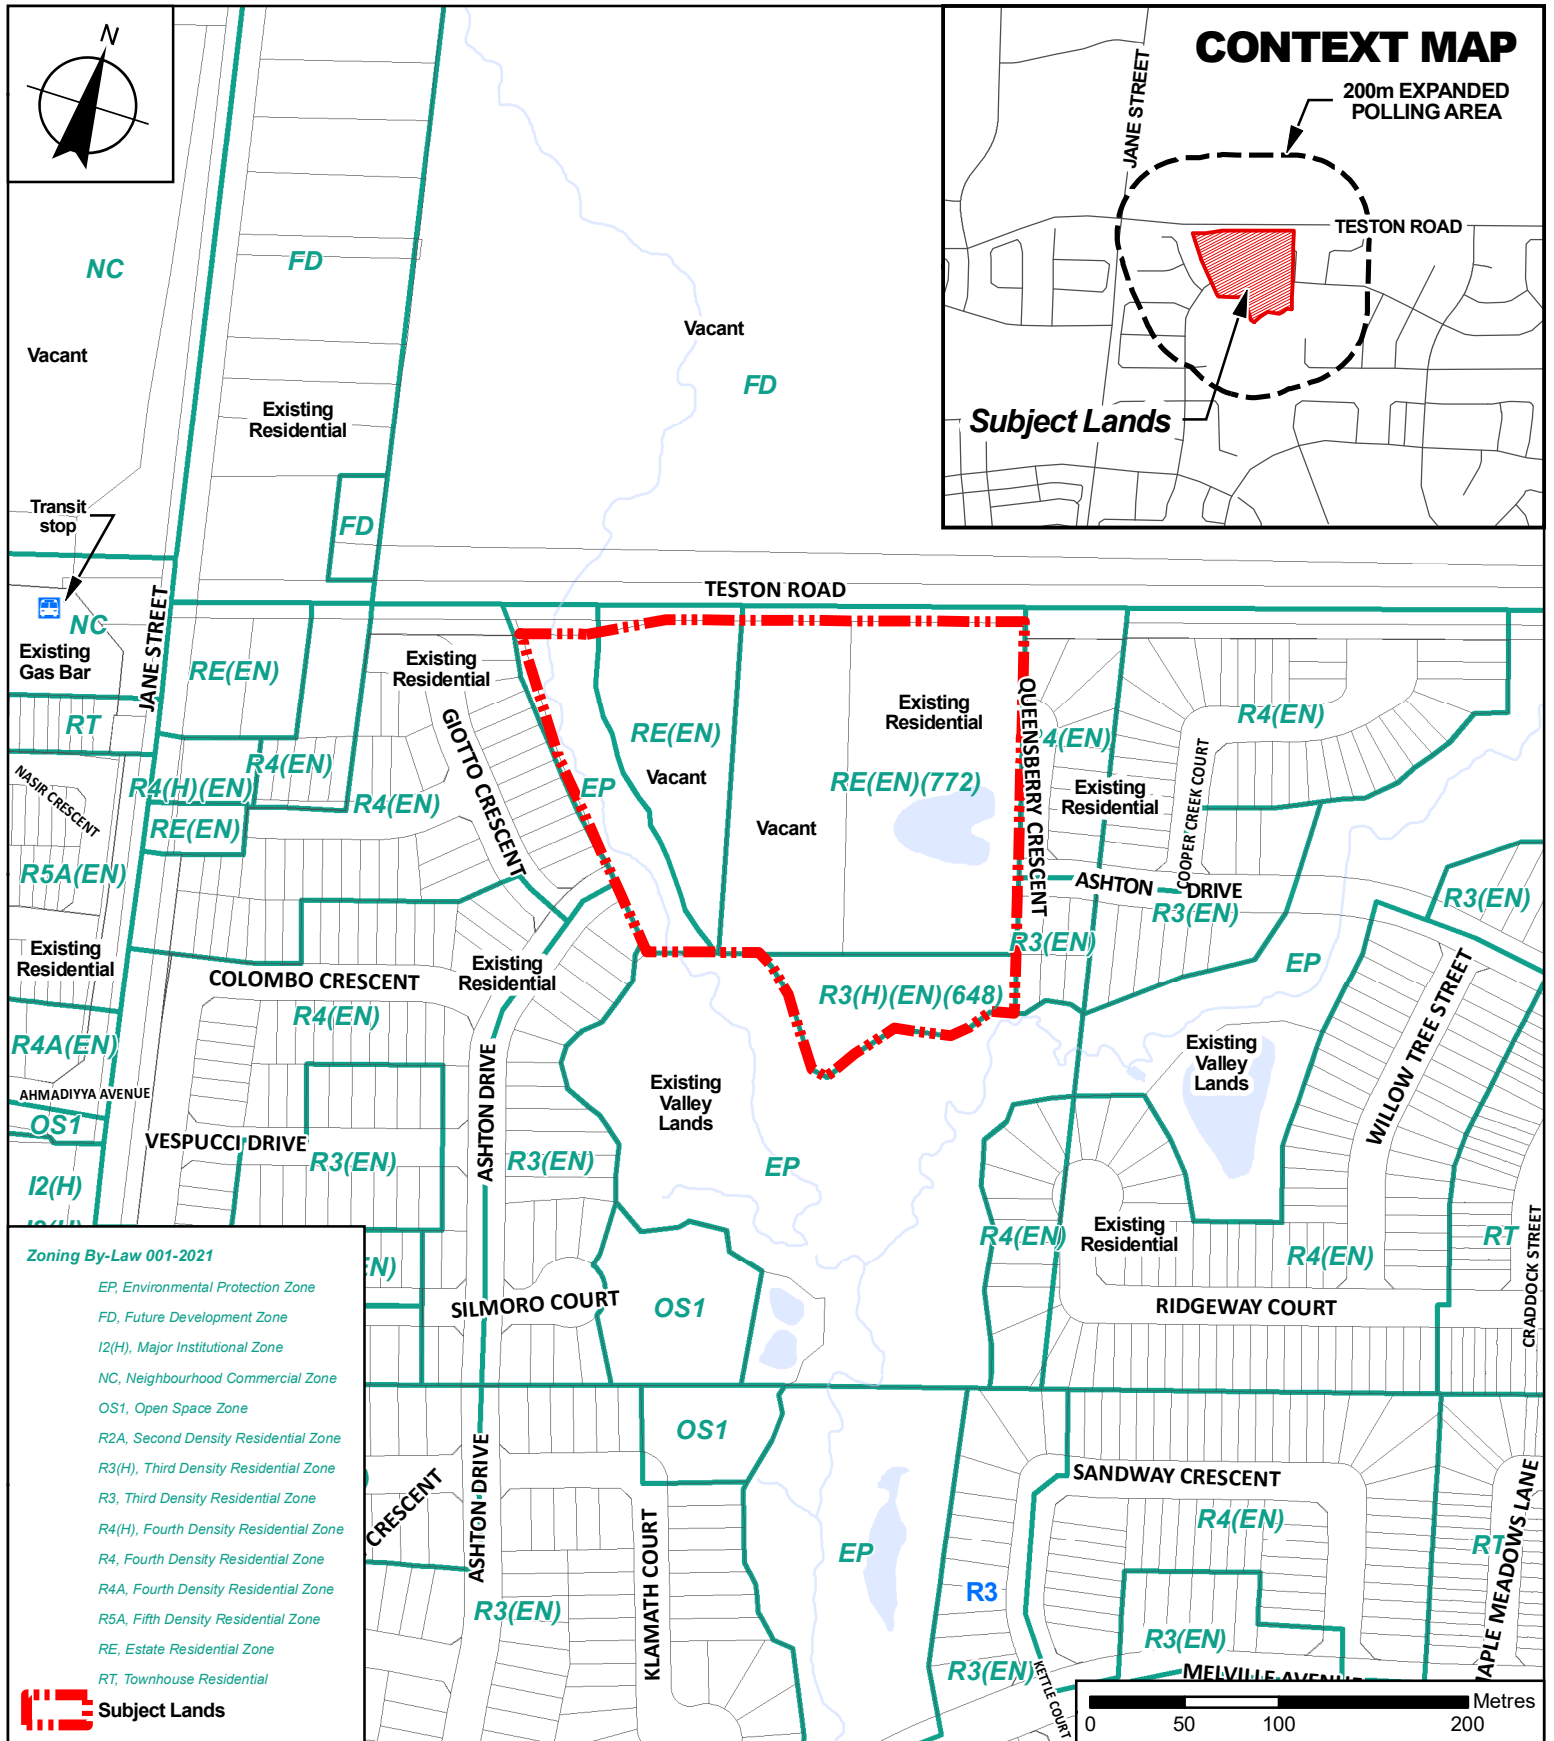 N
CONTEXT MAP
200m EXPANDED
POLLING AREA
JANE STREET
TESTON ROAD
Subject Lands
NC
Vacant
FD
Existing
Residential
FD
Vacant
FD
Transit
stop
NC
Existing
Gas Bar
JANE STREET
TESTON ROAD
RE(EN)
RT
R4(H)(EN)
R4(EN)
RE(EN)
NASIR CRESCENT
R5A(EN)
Existing
Residential
R4A(EN)
AHMADIYYA AVENUE
OS1
I2(H)
Existing
Residential
GIOTTO CRESCENT
R4(EN)
EP
RE(EN)
Vacant
Vacant
Existing
Residential
RE(EN)(772)
QUEENSBERRY CRESCENT
R4(EN)
Existing
Residential
COOPER CREEK COURT
R4(EN)
ASHTON DRIVE
R3(EN)
R3(EN)
R3(EN)
EP
COLOMBO CRESCENT
R4(EN)
Existing
Residential
R3(H)(EN)(648)
ASHTON DRIVE
VESPUCCI DRIVE
R3(EN)
R3(EN)
Existing
Valley
Lands
EP
Existing
Valley
Lands
WILLOW TREE STREET
R4(EN)
Existing
Residential
R4(EN)
RT
CRADDOCK STREET
RIDGEWAY COURT
SILMORO COURT
OS1
OS1
EN)
CRESCENT
ASHTON DRIVE
R3(EN)
KLAMATH COURT
EP
R3
R3(EN)
KETTLE COURT
SANDWAY CRESCENT
R4(EN)
R3(EN)
MELVILLE AVENUE
RT
MAPLE MEADOWS LANE
Zoning By-Law 001-2021
EP, Environmental Protection Zone
FD, Future Development Zone
I2(H), Major Institutional Zone
NC, Neighbourhood Commercial Zone
OS1, Open Space Zone
R2A, Second Density Residential Zone
R3(H), Third Density Residential Zone
R3, Third Density Residential Zone
R4(H), Fourth Density Residential Zone
R4, Fourth Density Residential Zone
R4A, Fourth Density Residential Zone
R5A, Fifth Density Residential Zone
RE, Estate Residential Zone
RT, Townhouse Residential
Subject Lands
Metres
0 50 100 200